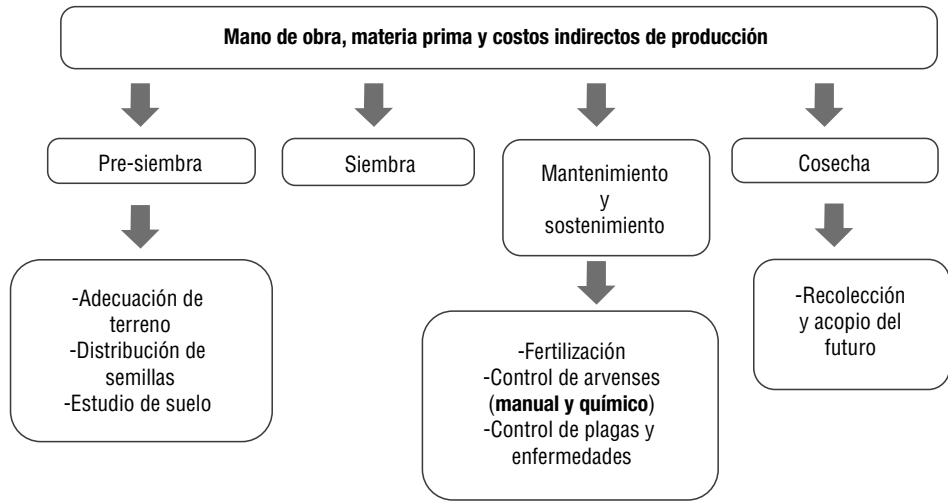 Mano de obra, materia prima y costos indirectos de producción
Pre-siembra
Siembra
Mantenimiento
y
sostenimiento
Cosecha
-Adecuación de
terreno
-Distribución de
semillas
-Estudio de suelo
-Fertilización
-Control de arvenses
(manual y químico)
-Control de plagas y
enfermedades
-Recolección
y acopio del
futuro